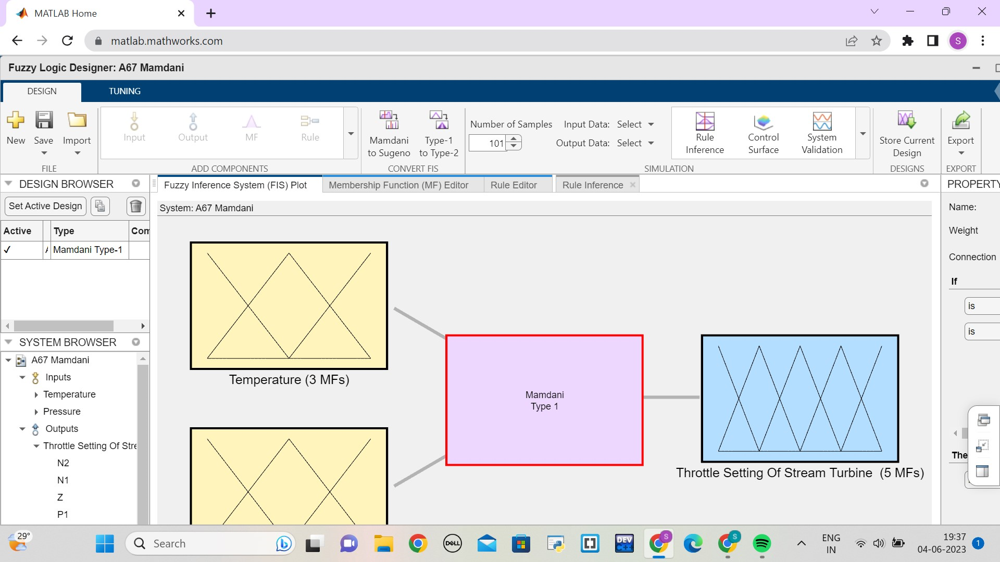 MATLAB Home
matlab.mathworks.com
S
Fuzzy Logic Designer: A67 Mamdani
DESIGN
TUNING
New
Save
Import
FILE
Input
Output
MF
Rule
ADD COMPONENTS
Mamdani
to Sugeno
Type-1
to Type-2
CONVERT FIS
Number of Samples
101
Input Data: Select
Output Data: Select
Rule
Inference
Control
Surface
System
Validation
SIMULATION
Store Current
Design
DESIGNS
Export
EXPORT
DESIGN BROWSER
Set Active Design
Active
Type
Com
Mamdani Type-1
SYSTEM BROWSER
A67 Mamdani
Inputs
Temperature
Pressure
Outputs
Throttle Setting Of Stre
N2
N1
Z
P1
Fuzzy Inference System (FIS) Plot
Membership Function (MF) Editor
Rule Editor
Rule Inference
System: A67 Mamdani
Temperature (3 MFs)
Mamdani
Type 1
Throttle Setting Of Stream Turbine (5 MFs)
PROPERTY
Name:
Weight
Connection
If
is
is
The
29°
Search
DELL
DEV
C++
S
S
ENG
IN
19:37
04-06-2023
1